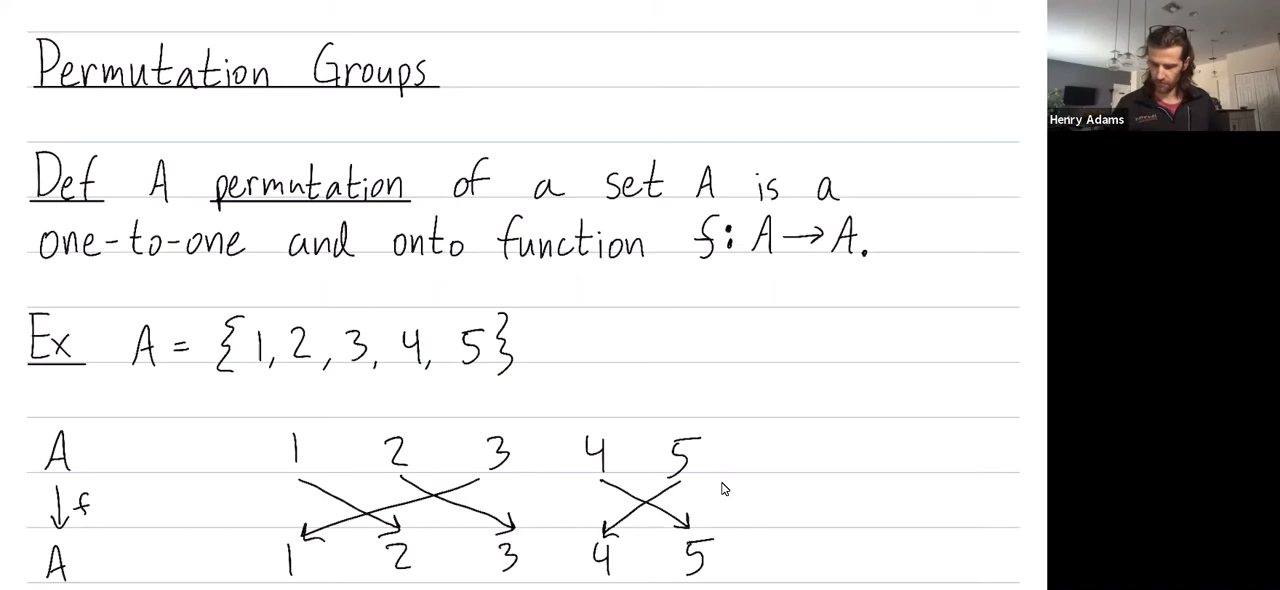 Permutation Groups
Henry Adams
Def A permutation of a set A is a
one-to-one and onto function f: A → A.
Ex A = {1, 2, 3, 4, 5}
A 1 2 3 4 5
↓ f
A 1 2 3 4 5